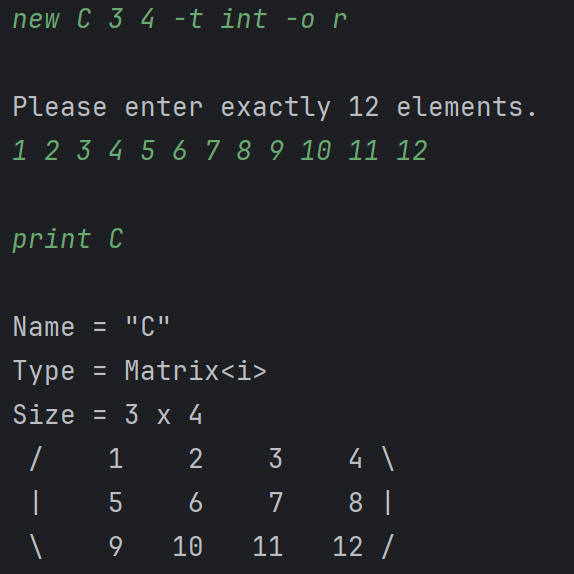 new C 3 4 -t int -o r
Please enter exactly 12 elements.
1 2 3 4 5 6 7 8 9 10 11 12
print C
Name = "C"
Type = Matrix<i>
Size = 3 x 4
/    1    2    3    4 \
|    5    6    7    8 |
\    9   10   11   12 /